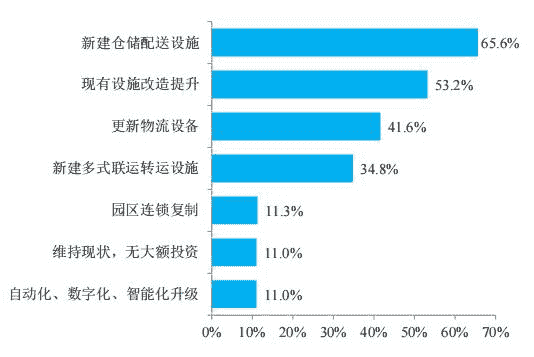 新建仓储配送设施 65.6%
现有设施改造提升 53.2%
更新物流设备 41.6%
新建多式联运转运设施 34.8%
园区连锁复制 11.3%
维持现状，无大额投资 11.0%
自动化、数字化、智能化升级 11.0%
0% 10% 20% 30% 40% 50% 60% 70%